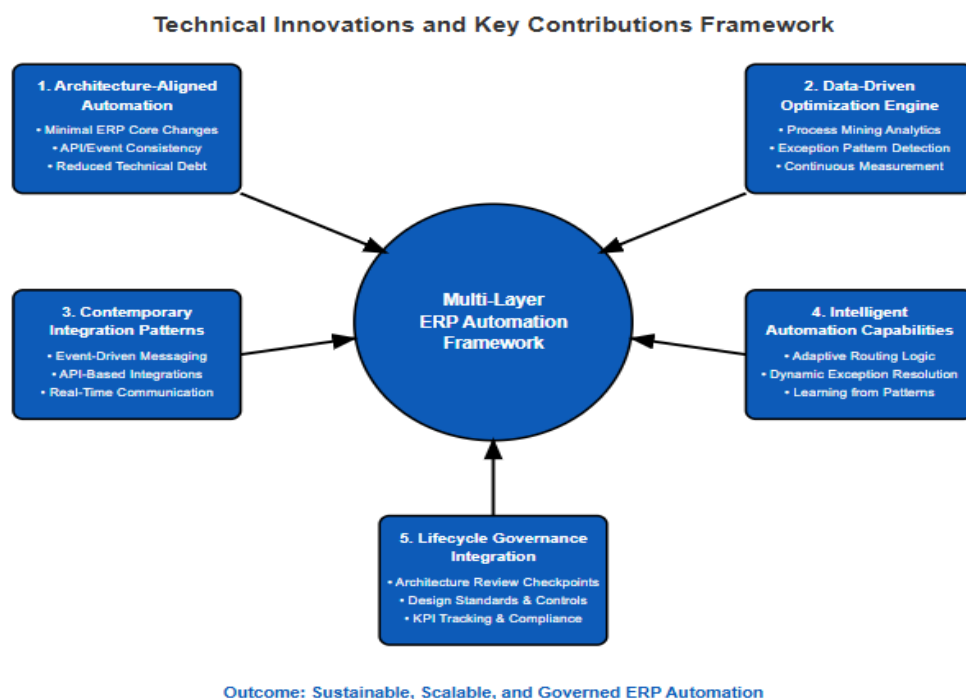 Technical Innovations and Key Contributions Framework
1. Architecture-Aligned
Automation
• Minimal ERP Core Changes
• API/Event Consistency
• Reduced Technical Debt
2. Data-Driven
Optimization Engine
• Process Mining Analytics
• Exception Pattern Detection
• Continuous Measurement
Multi-Layer
ERP Automation
Framework
3. Contemporary
Integration Patterns
• Event-Driven Messaging
• API-Based Integrations
• Real-Time Communication
4. Intelligent
Automation Capabilities
• Adaptive Routing Logic
• Dynamic Exception Resolution
• Learning from Patterns
5. Lifecycle Governance
Integration
• Architecture Review Checkpoints
• Design Standards & Controls
• KPI Tracking & Compliance
Outcome: Sustainable, Scalable, and Governed ERP Automation